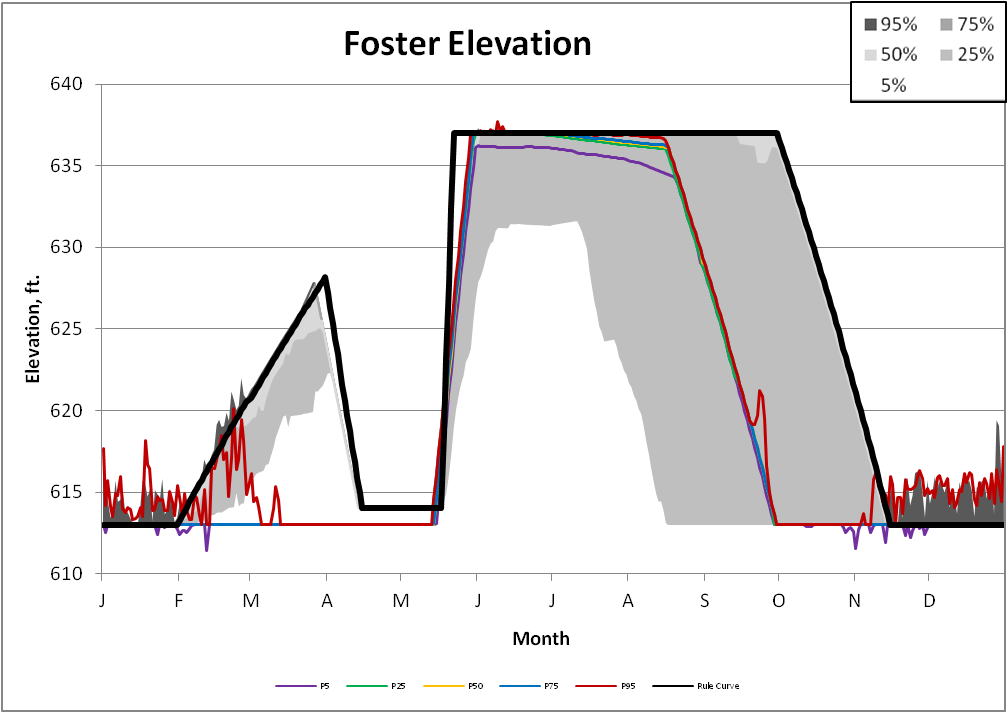 Foster Elevation
95% 75%
50% 25%
5%
640
635
630
625
620
615
610
Elevation, ft.
J F M A M J J A S O N D
Month
P5 P25 P50 P75 P95 Rule Curve